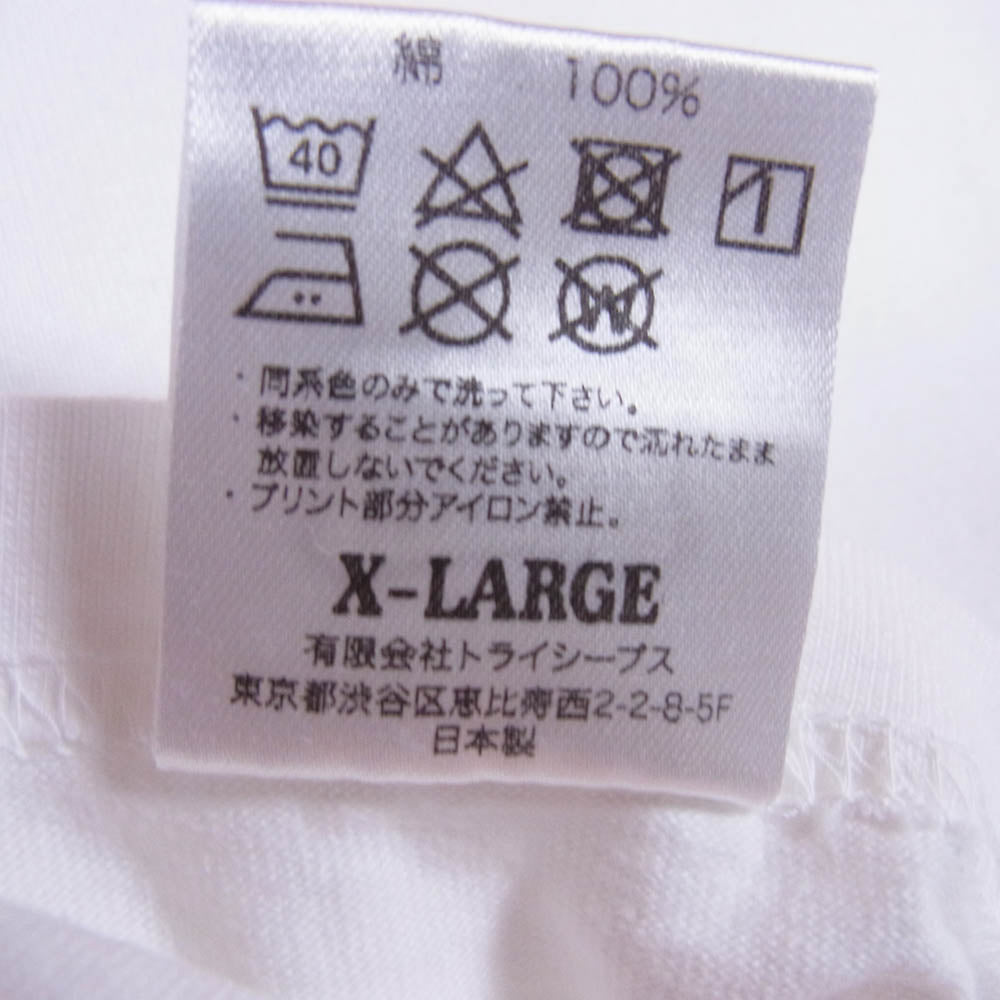 綿 100%
40
W
・同系色のみで洗って下さい。
・移染することがありますので濡れたまま
放置しないでください。
・プリント部分アイロン禁止。
X-LARGE
有限会社トライシープス
東京都渋谷区恵比寿西2-2-8-5F
日本製